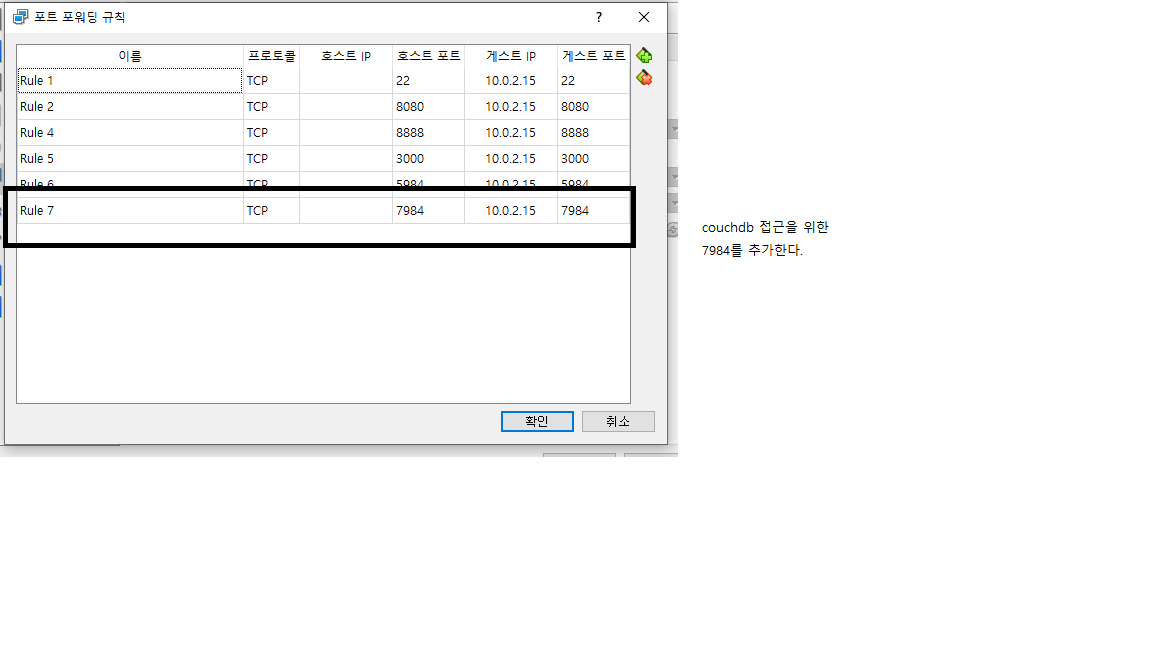 포트 포워딩 규칙 ?
이름 프로토콜 호스트 IP 호스트 포트 게스트 IP 게스트 포트
Rule 1 TCP 22 10.0.2.15 22
Rule 2 TCP 8080 10.0.2.15 8080
Rule 4 TCP 8888 10.0.2.15 8888
Rule 5 TCP 3000 10.0.2.15 3000
Rule 6 TCP 5984 10.0.2.15 5984
Rule 7 TCP 7984 10.0.2.15 7984
couchdb 접근을 위한
7984를 추가한다.
확인 취소